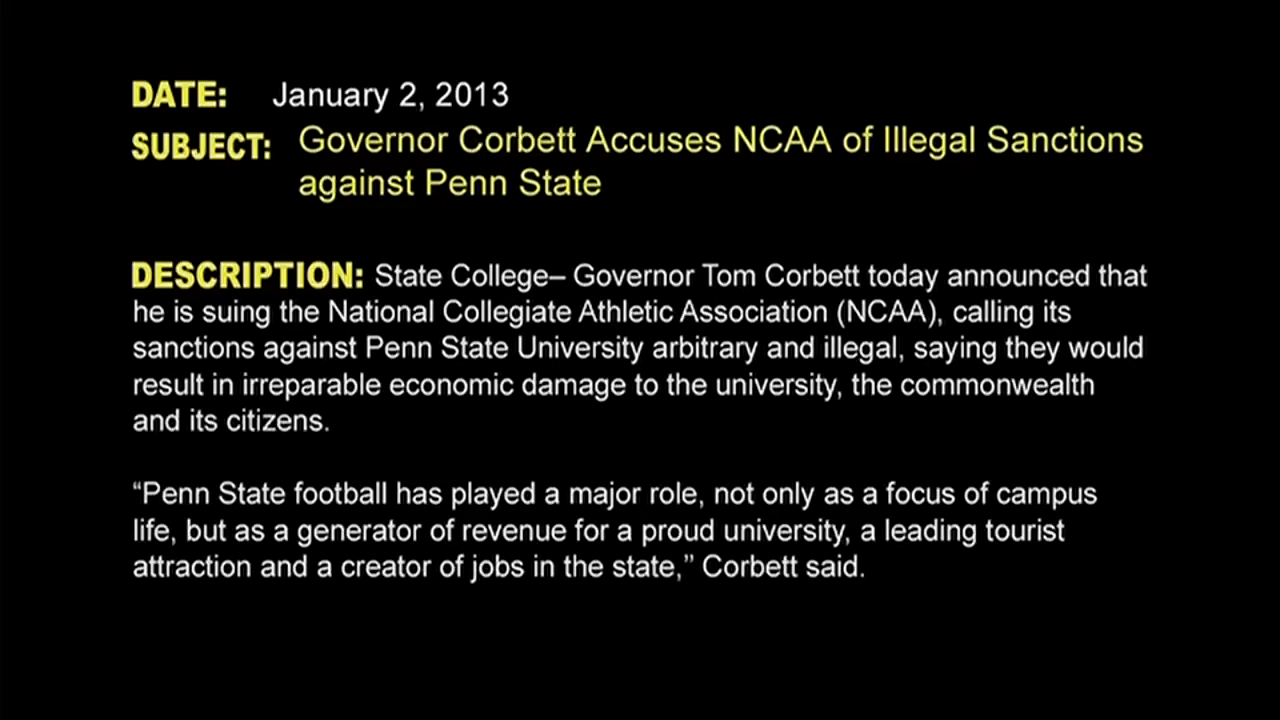 DATE: January 2, 2013
SUBJECT: Governor Corbett Accuses NCAA of Illegal Sanctions
against Penn State
DESCRIPTION: State College– Governor Tom Corbett today announced that
he is suing the National Collegiate Athletic Association (NCAA), calling its
sanctions against Penn State University arbitrary and illegal, saying they would
result in irreparable economic damage to the university, the commonwealth
and its citizens.
“Penn State football has played a major role, not only as a focus of campus
life, but as a generator of revenue for a proud university, a leading tourist
attraction and a creator of jobs in the state,” Corbett said.